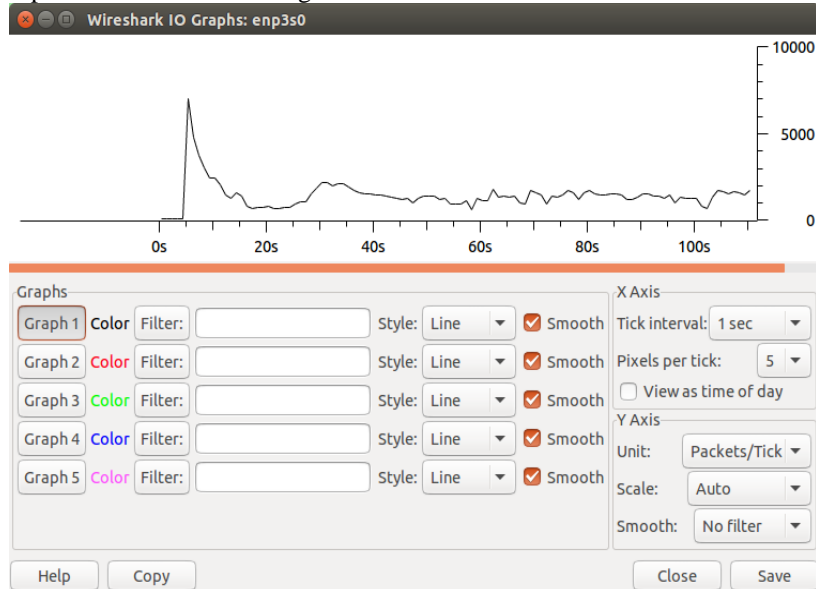 Wireshark IO Graphs: enp3s0
10000
5000
0
0s 20s 40s 60s 80s 100s
Graphs
Graph 1 Color Filter: Style: Line Smooth
Graph 2 Color Filter: Style: Line Smooth
Graph 3 Color Filter: Style: Line Smooth
Graph 4 Color Filter: Style: Line Smooth
Graph 5 Color Filter: Style: Line Smooth
X Axis
Tick interval: 1 sec
Pixels per tick: 5
View as time of day
Y Axis
Unit: Packets/Tick
Scale: Auto
Smooth: No filter
Help Copy Close Save